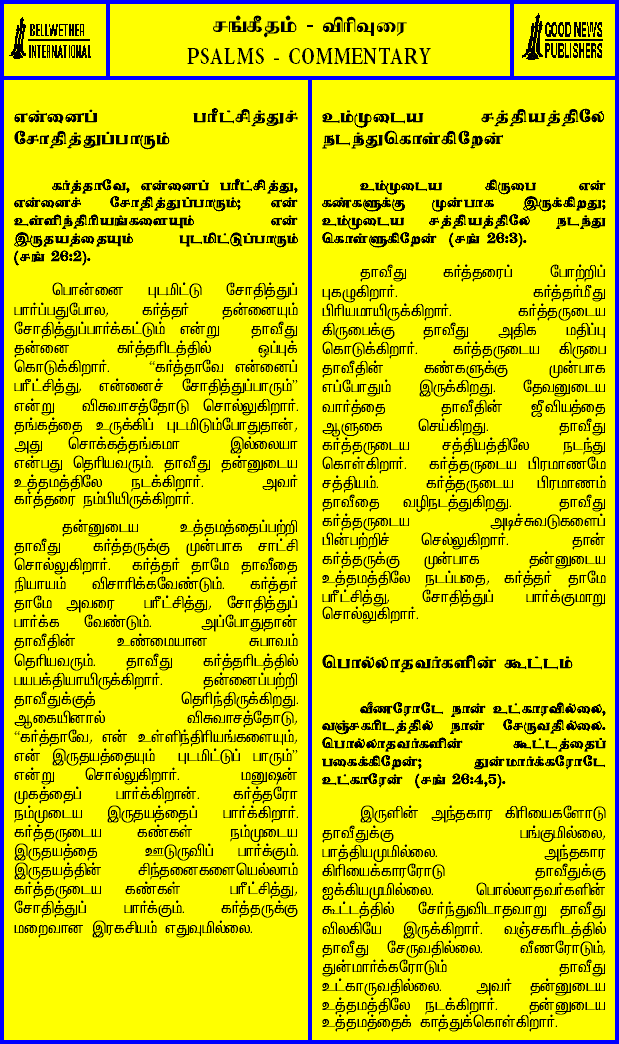 BELLWETHER
INTERNATIONAL
சங்கீதம் - விரிவுரை
PSALMS - COMMENTARY
GOOD NEWS
PUBLISHERS
என்னைப் பரீட்சித்துச்
சோதித்துப்பாரும்
கர்த்தாவே, என்னைப் பரீட்சித்து,
என்னைச் சோதித்துப்பாரும்; என்
உள்ளிந்திரியங்களையும் என்
இருதயத்தையும் புடமிட்டுப்பாரும்
(சங் 26:2).
பொன்னை புடமிட்டு சோதித்துப்
பார்ப்பதுபோல, கர்த்தர் தன்னையும்
சோதித்துப்பார்க்கட்டும் என்று தாவீது
தன்னை கர்த்தரிடத்தில் ஒப்புக்
கொடுக்கிறார். “கர்த்தாவே என்னைப்
பரீட்சித்து, என்னைச் சோதித்துப்பாரும்”
என்று விசுவாசத்தோடு சொல்லுகிறார்.
தங்கத்தை உருக்கிப் புடமிடும்போதுதான்,
அது சொக்கத்தங்கமா இல்லையா
என்பது தெரியவரும். தாவீது தன்னுடைய
உத்தமத்திலே நடக்கிறார். அவர்
கர்த்தரை நம்பியிருக்கிறார்.
தன்னுடைய உத்தமத்தைப்பற்றி
தாவீது கர்த்தருக்கு முன்பாக சாட்சி
சொல்லுகிறார். கர்த்தர் தாமே தாவீதை
நியாயம் விசாரிக்கவேண்டும். கர்த்தர்
தாமே அவரை பரீட்சித்து, சோதித்துப்
பார்க்க வேண்டும். அப்போதுதான்
தாவீதின் உண்மையான சுபாவம்
தெரியவரும். தாவீது கர்த்தரிடத்தில்
பயபக்தியாயிருக்கிறார். தன்னைப்பற்றி
தாவீதுக்குத் தெரிந்திருக்கிறது.
ஆகையினால் விசுவாசத்தோடு,
“கர்த்தாவே, என் உள்ளிந்திரியங்களையும்,
என் இருதயத்தையும் புடமிட்டுப் பாரும்”
என்று சொல்லுகிறார். மனுஷன்
முகத்தைப் பார்க்கிறான். கர்த்தரோ
நம்முடைய இருதயத்தைப் பார்க்கிறார்.
கர்த்தருடைய கண்கள் நம்முடைய
இருதயத்தை ஊடுருவிப் பார்க்கும்.
இருதயத்தின் சிந்தனைகளையெல்லாம்
கர்த்தருடைய கண்கள் பரீட்சித்து,
சோதித்துப் பார்க்கும். கர்த்தருக்கு
மறைவான இரகசியம் எதுவுமில்லை.
உம்முடைய சத்தியத்திலே
நடந்துகொள்கிறேன்
உம்முடைய கிருபை என்
கண்களுக்கு முன்பாக இருக்கிறது;
உம்முடைய சத்தியத்திலே நடந்து
கொள்ளுகிறேன் (சங் 26:3).
தாவீது கர்த்தரைப் போற்றிப்
புகழுகிறார். கர்த்தர்மீது
பிரியமாயிருக்கிறார். கர்த்தருடைய
கிருபைக்கு தாவீது அதிக மதிப்பு
கொடுக்கிறார். கர்த்தருடைய கிருபை
தாவீதின் கண்களுக்கு முன்பாக
எப்போதும் இருக்கிறது. தேவனுடைய
வார்த்தை தாவீதின் ஜீவியத்தை
ஆளுகை செய்கிறது. தாவீது
கர்த்தருடைய சத்தியத்திலே நடந்து
கொள்கிறார். கர்த்தருடைய பிரமாணமே
சத்தியம். கர்த்தருடைய பிரமாணம்
தாவீதை வழிநடத்துகிறது. தாவீது
கர்த்தருடைய அடிச்சுவடுகளைப்
பின்பற்றிச் செல்லுகிறார். தான்
கர்த்தருக்கு முன்பாக தன்னுடைய
உத்தமத்திலே நடப்பதை, கர்த்தர் தாமே
பரீட்சித்து, சோதித்துப் பார்க்குமாறு
சொல்லுகிறார்.
பொல்லாதவர்களின் கூட்டம்
வீணரோடே நான் உட்காரவில்லை,
வஞ்சகரிடத்தில் நான் சேருவதில்லை.
பொல்லாதவர்களின் கூட்டத்தைப்
பகைக்கிறேன்; துன்மார்க்கரோடே
உட்காரேன் (சங் 26:4,5).
இருளின் அந்தகார கிரியைகளோடு
தாவீதுக்கு பங்குமில்லை,
பாத்தியமுமில்லை. அந்தகார
கிரியைக்காரரோடு தாவீதுக்கு
ஐக்கியமுமில்லை. பொல்லாதவர்களின்
கூட்டத்தில் சேர்ந்துவிடாதவாறு தாவீது
விலகியே இருக்கிறார். வஞ்சகரிடத்தில்
தாவீது சேருவதில்லை. வீணரோடும்,
துன்மார்க்கரோடும் தாவீது
உட்காருவதில்லை. அவர் தன்னுடைய
உத்தமத்திலே நடக்கிறார். தன்னுடைய
உத்தமத்தைக் காத்துக்கொள்கிறார்.